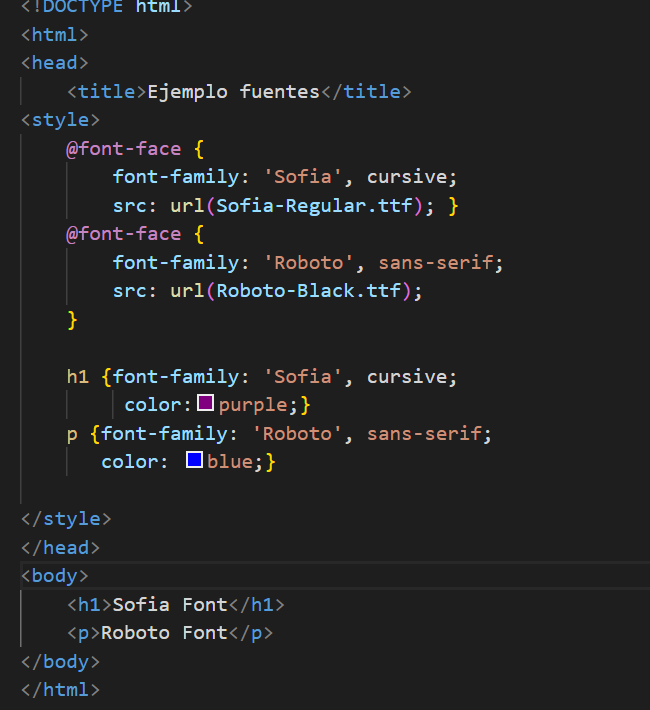 <!DOCTYPE html>
<html>
<head>
    <title>Ejemplo fuentes</title>
<style>
    @font-face {
        font-family: 'Sofia', cursive;
        src: url(Sofia-Regular.ttf); }
    @font-face {
        font-family: 'Roboto', sans-serif;
        src: url(Roboto-Black.ttf);
    }
    h1 {font-family: 'Sofia', cursive;
         color:purple;}
    p {font-family: 'Roboto', sans-serif;
       color: blue;}
</style>
</head>
<body>
    <h1>Sofia Font</h1>
    <p>Roboto Font</p>
</body>
</html>